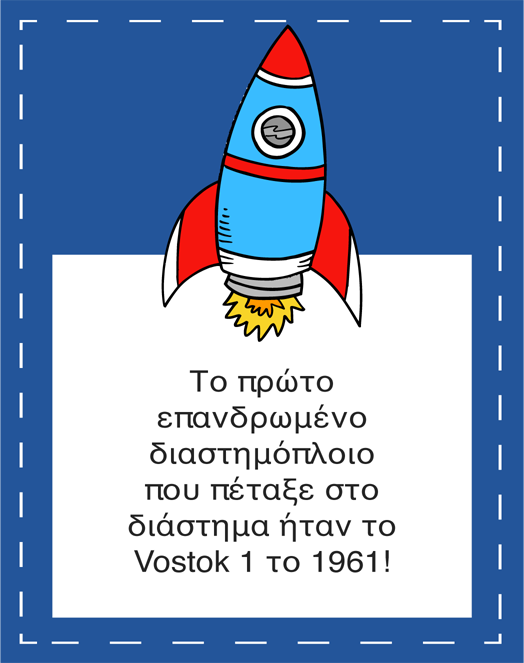 Το πρώτο
επανδρωμένο
διαστημόπλοιο
που πέταξε στο
διάστημα ήταν το
Vostok 1 το 1961!